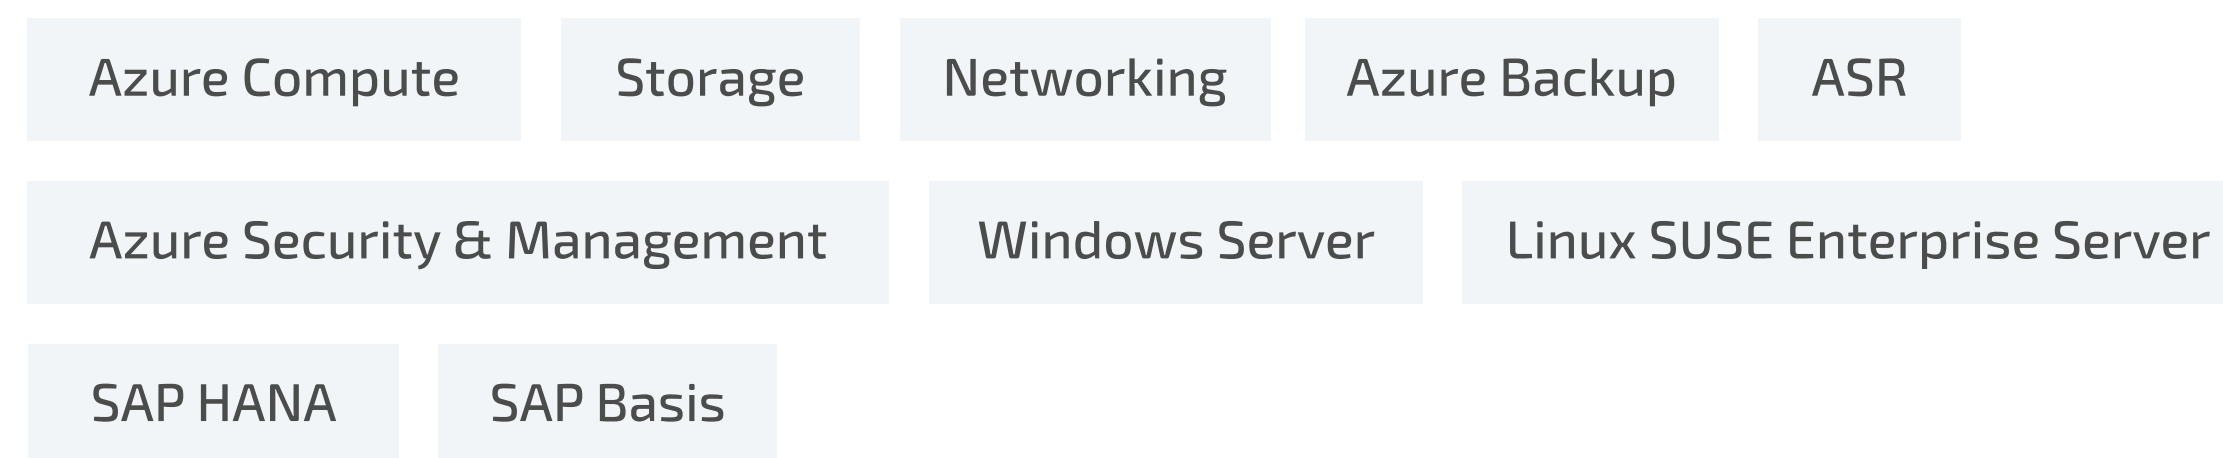 Azure Compute Storage Networking Azure Backup ASR
Azure Security & Management Windows Server Linux SUSE Enterprise Server
SAP HANA SAP Basis